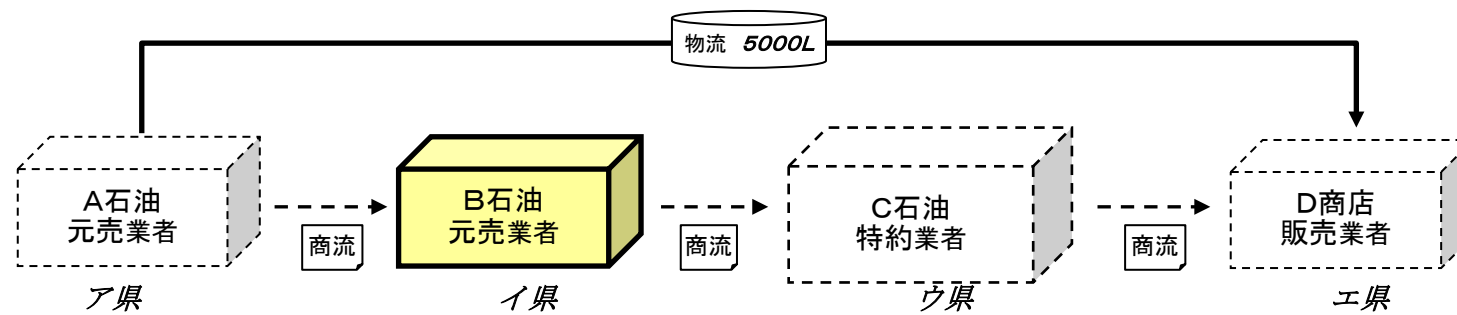 物流 5000L
A石油
元売業者
商流
B石油
元売業者
商流
C石油
特約業者
商流
D商店
販売業者
ア県
イ県
ウ県
エ県